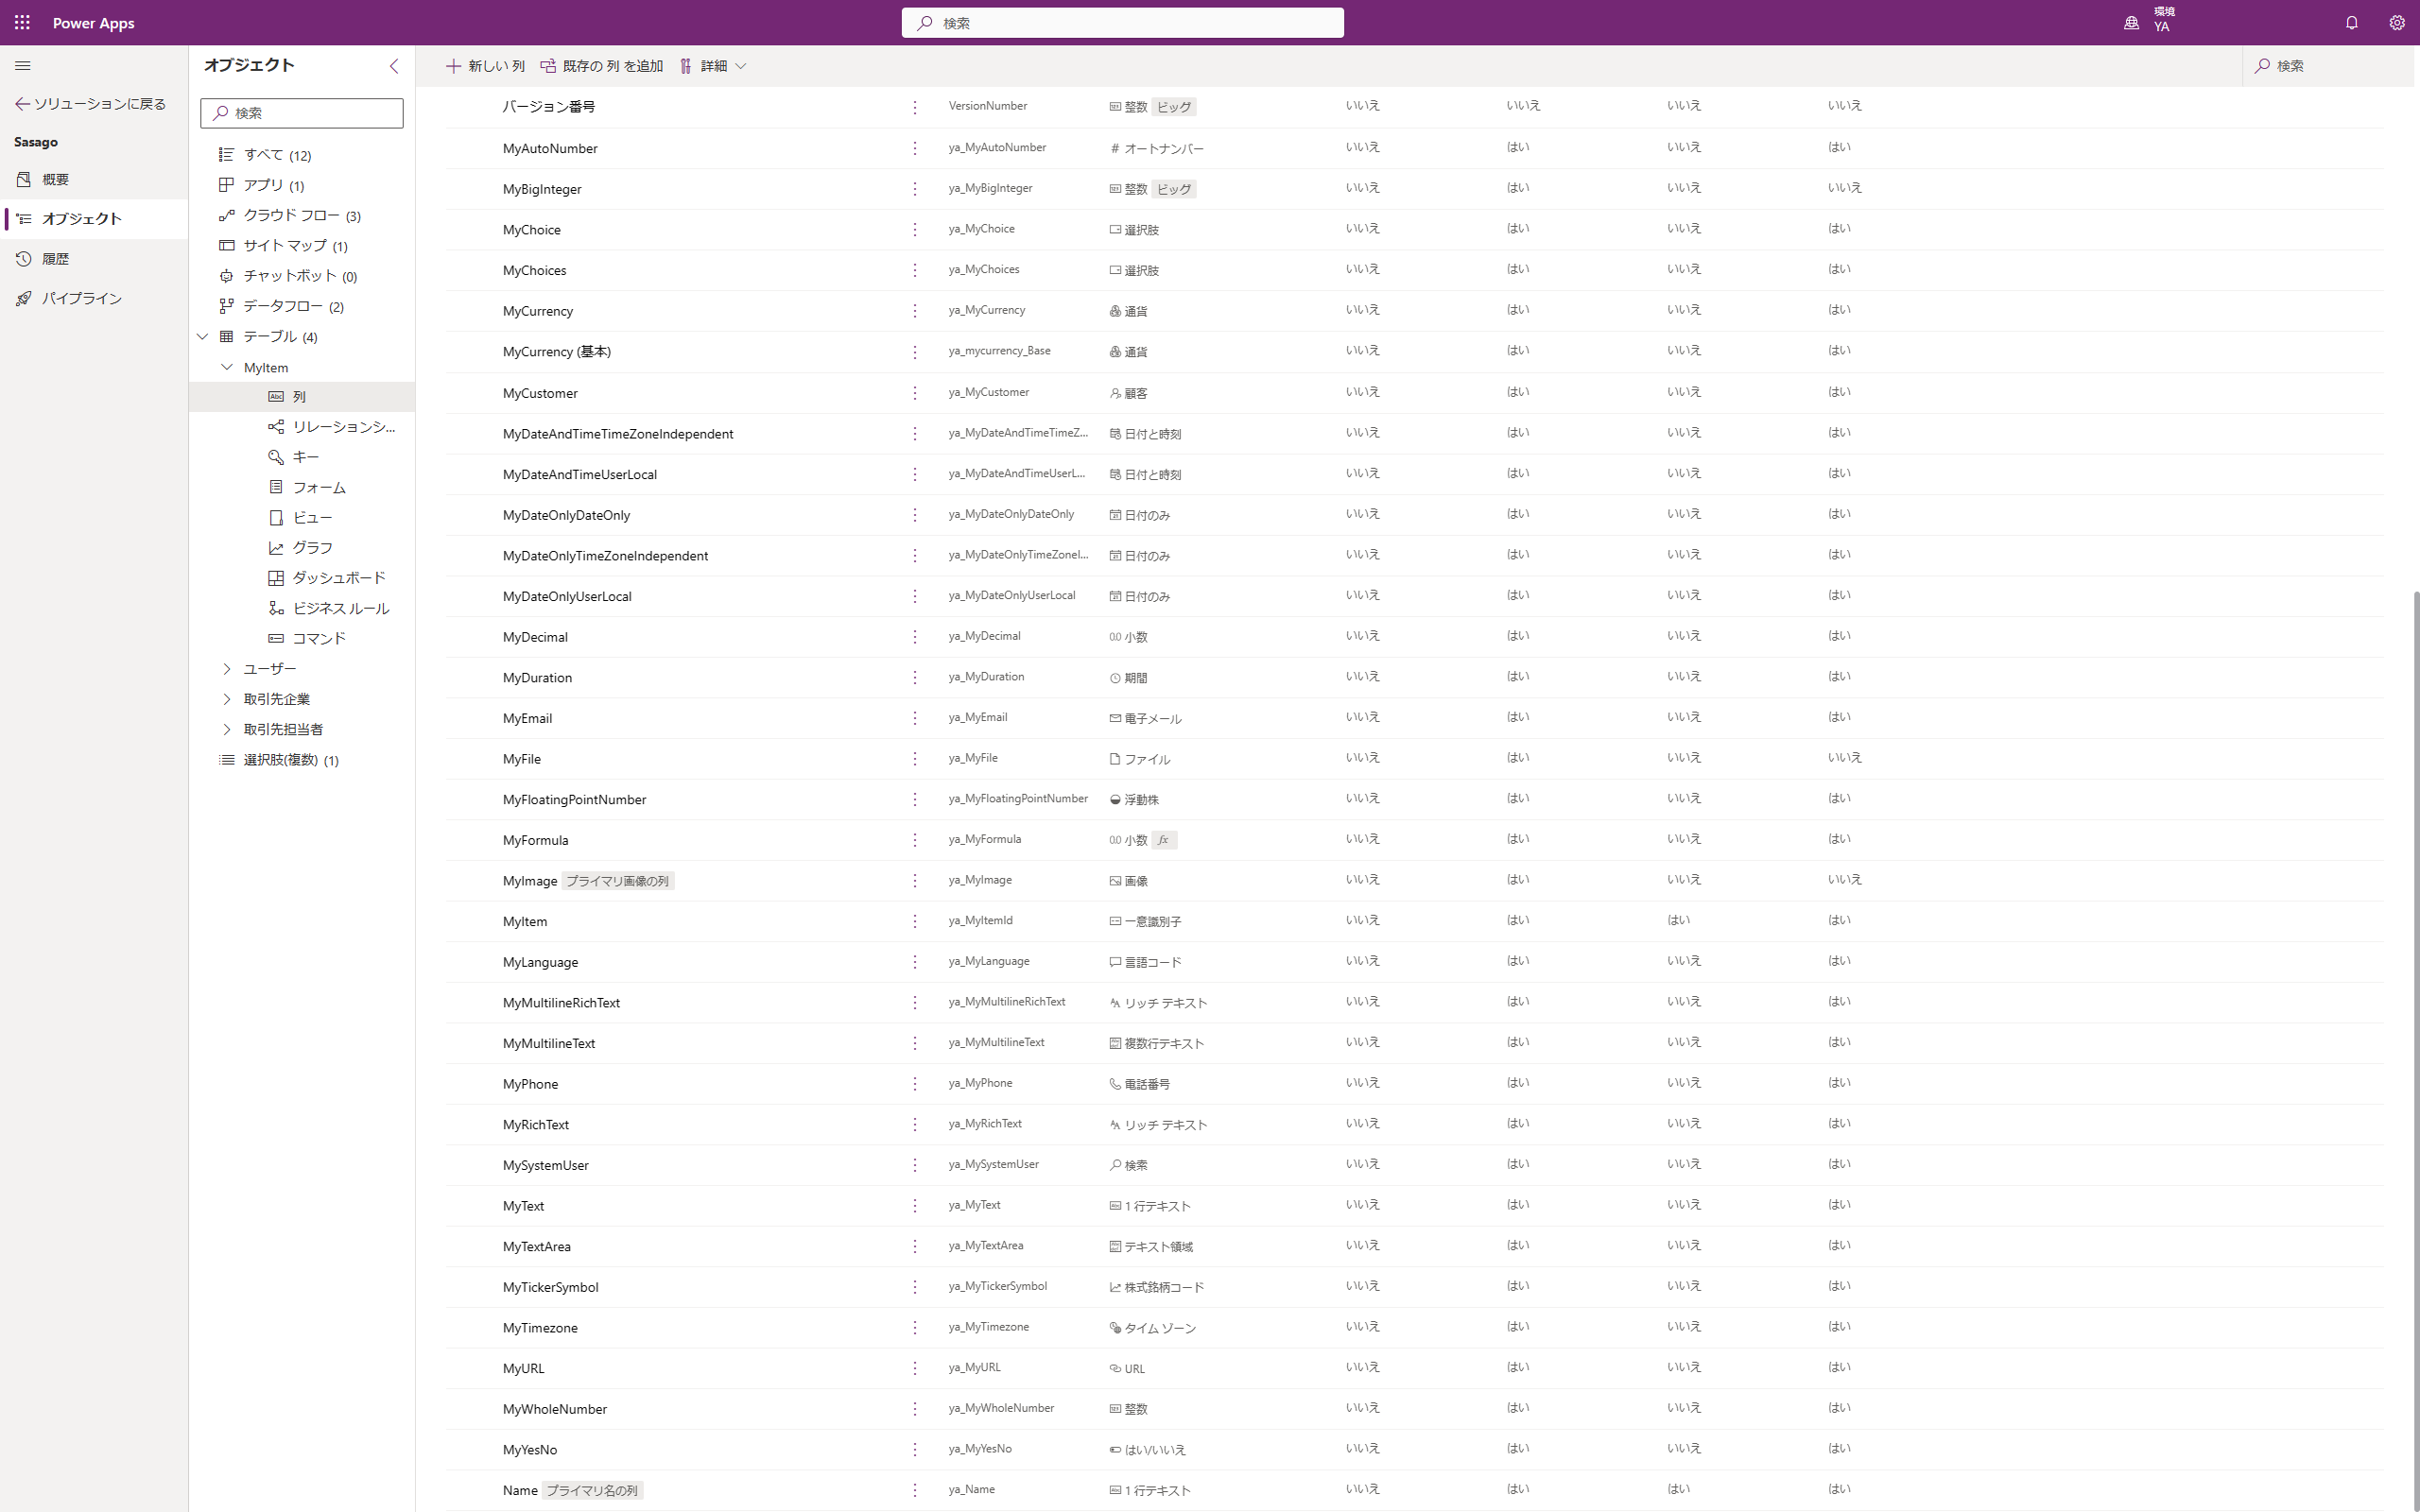 Power Apps
検索
環境
YA
ソリューションに戻る
Sasago
概要
オブジェクト
履歴
パイプライン
オブジェクト
検索
すべて (12)
アプリ (1)
クラウド フロー (3)
サイト マップ (1)
チャットボット (0)
データフロー (2)
テーブル (4)
MyItem
列
リレーションシ...
キー
フォーム
ビュー
グラフ
ダッシュボード
ビジネス ルール
コマンド
ユーザー
取引先企業
取引先担当者
選択肢(複数) (1)
新しい 列 既存の 列 を追加 詳細 検索
バージョン番号 VersionNumber 整数 ビッグ いいえ いいえ いいえ いいえ
MyAutoNumber ya_MyAutoNumber # オートナンバー いいえ はい いいえ はい
MyBigInteger ya_MyBigInteger 整数 ビッグ いいえ はい いいえ いいえ
MyChoice ya_MyChoice 選択肢 いいえ はい いいえ はい
MyChoices ya_MyChoices 選択肢 いいえ はい いいえ はい
MyCurrency ya_MyCurrency 通貨 いいえ はい いいえ はい
MyCurrency (基本) ya_mycurrency_Base 通貨 いいえ はい いいえ はい
MyCustomer ya_MyCustomer 顧客 いいえ はい いいえ はい
MyDateAndTimeTimeZoneIndependent ya_MyDateAndTimeTimeZ... 日付と時刻 いいえ はい いいえ はい
MyDateAndTimeUserLocal ya_MyDateAndTimeUserL... 日付と時刻 いいえ はい いいえ はい
MyDateOnlyDateOnly ya_MyDateOnlyDateOnly 日付のみ いいえ はい いいえ はい
MyDateOnlyTimeZoneIndependent ya_MyDateOnlyTimeZoneI... 日付のみ いいえ はい いいえ はい
MyDateOnlyUserLocal ya_MyDateOnlyUserLocal 日付のみ いいえ はい いいえ はい
MyDecimal ya_MyDecimal 0.0 小数 いいえ はい いいえ はい
MyDuration ya_MyDuration 期間 いいえ はい いいえ はい
MyEmail ya_MyEmail 電子メール いいえ はい いいえ はい
MyFile ya_MyFile ファイル いいえ はい いいえ いいえ
MyFloatingPointNumber ya_MyFloatingPointNumber 浮動株 いいえ はい いいえ はい
MyFormula ya_MyFormula 0.0 小数 fx いいえ はい いいえ はい
MyImage プライマリ画像の列 ya_MyImage 画像 いいえ はい いいえ いいえ
MyItem ya_MyItemId 一意識別子 いいえ はい はい はい
MyLanguage ya_MyLanguage 言語コード いいえ はい いいえ はい
MyMultilineRichText ya_MyMultilineRichText リッチ テキスト いいえ はい いいえ はい
MyMultilineText ya_MyMultilineText 複数行テキスト いいえ はい いいえ はい
MyPhone ya_MyPhone 電話番号 いいえ はい いいえ はい
MyRichText ya_MyRichText リッチ テキスト いいえ はい いいえ はい
MySystemUser ya_MySystemUser 検索 いいえ はい いいえ はい
MyText ya_MyText Abc 1 行テキスト いいえ はい いいえ はい
MyTextArea ya_MyTextArea テキスト領域 いいえ はい いいえ はい
MyTickerSymbol ya_MyTickerSymbol 株式銘柄コード いいえ はい いいえ はい
MyTimezone ya_MyTimezone タイム ゾーン いいえ はい いいえ はい
MyURL ya_MyURL URL いいえ はい いいえ はい
MyWholeNumber ya_MyWholeNumber 整数 いいえ はい いいえ はい
MyYesNo ya_MyYesNo はい/いいえ いいえ はい いいえ はい
Name プライマリ名の列 ya_Name Abc 1 行テキスト いいえ はい はい はい